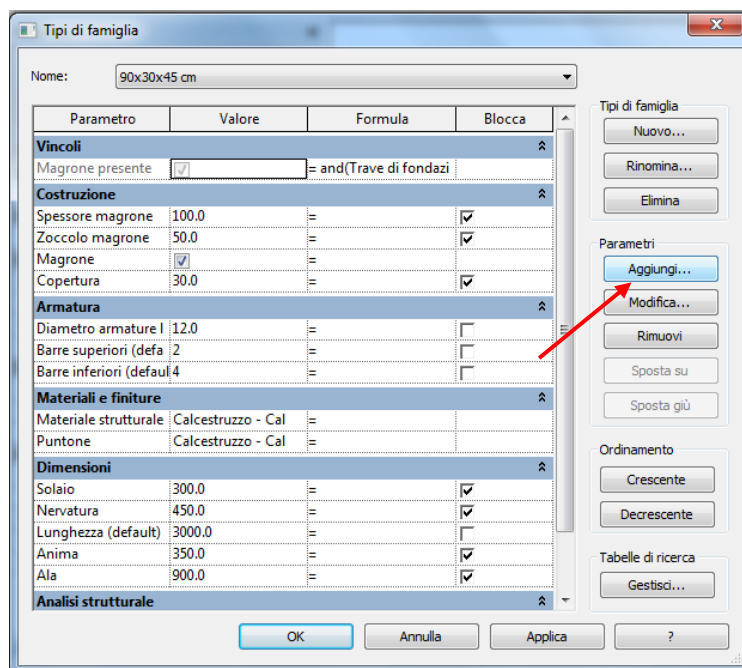 Tipi di famiglia
Nome: 90x30x45 cm
Parametro Valore Formula Blocca
Vincoli
Magrone presente = and(Trave di fondazi
Costruzione
Spessore magrone 100.0 =
Zoccolo magrone 50.0 =
Magrone =
Copertura 30.0 =
Armatura
Diametro armature l 12.0 =
Barre superiori (defa 2 =
Barre inferiori (defaul 4 =
Materiali e finiture
Materiale strutturale Calcestruzzo - Cal =
Puntone Calcestruzzo - Cal =
Dimensioni
Solaio 300.0 =
Nervatura 450.0 =
Lunghezza (default) 3000.0 =
Anima 350.0 =
Ala 900.0 =
Analisi strutturale
Tipi di famiglia
Nuovo...
Rinomina...
Elimina
Parametri
Aggiungi...
Modifica...
Rimuovi
Sposta su
Sposta giù
Ordinamento
Crescente
Decrescente
Tabelle di ricerca
Gestisci...
OK Annulla Applica ?